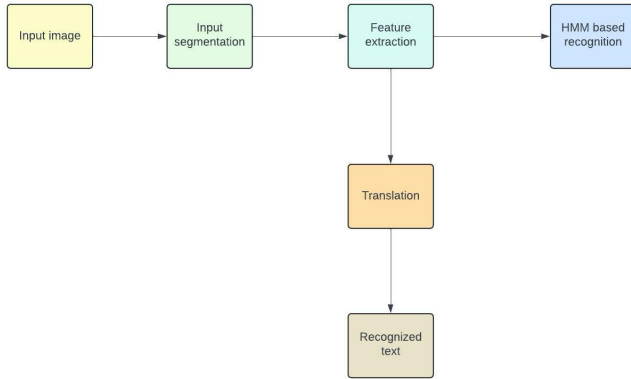 Input image
Input
segmentation
Feature
extraction
HMM based
recognition
Translation
Recognized
text